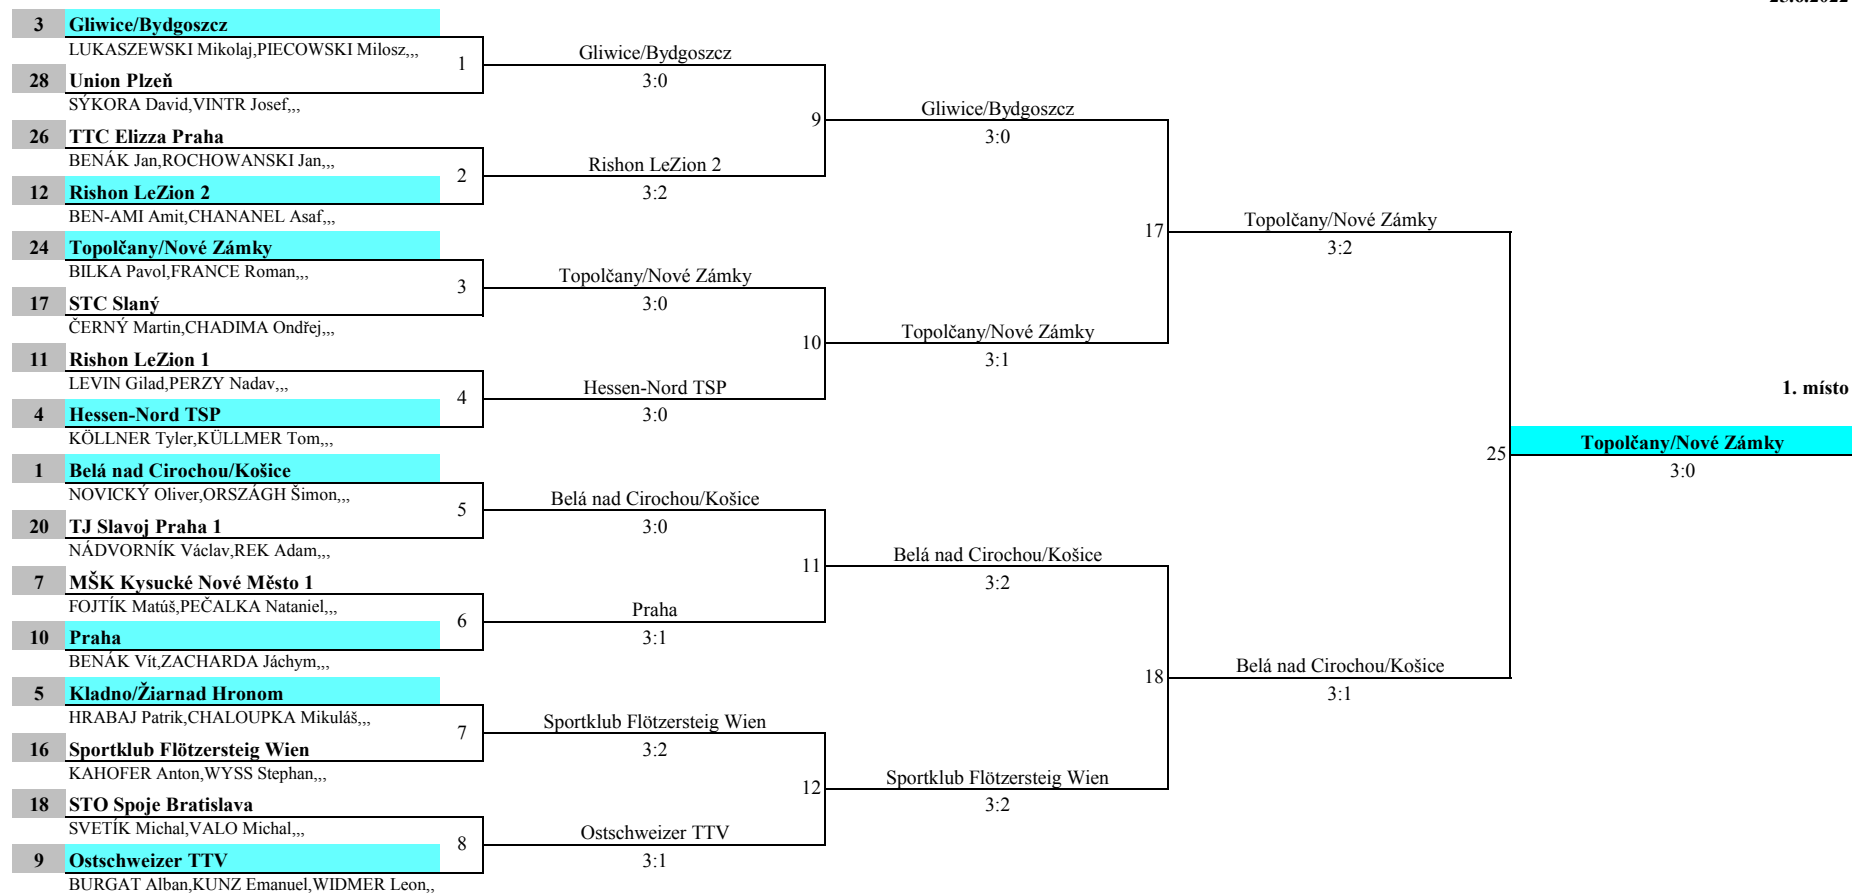 3 Gliwice/Bydgoszcz
LUKASZEWSKI Mikolaj,PIECOWSKI Milosz,,,
1
Gliwice/Bydgoszcz
3:0
28 Union Plzeň
SÝKORA David,VINTR Josef,,,
9
Gliwice/Bydgoszcz
3:0
26 TTC Elizza Praha
BENÁK Jan,ROCHOWANSKI Jan,,,
2
Rishon LeZion 2
3:2
12 Rishon LeZion 2
BEN-AMI Amit,CHANANEL Asaf,,,
17
Topolčany/Nové Zámky
3:2
24 Topolčany/Nové Zámky
BILKA Pavol,FRANCE Roman,,,
3
Topolčany/Nové Zámky
3:0
17 STC Slaný
ČERNÝ Martin,CHADIMA Ondřej,,,
10
Topolčany/Nové Zámky
3:1
11 Rishon LeZion 1
LEVIN Gilad,PERZY Nadav,,,
4
Hessen-Nord TSP
3:0
1. místo
4 Hessen-Nord TSP
KÖLLNER Tyler,KÜLLMER Tom,,,
25
Topolčany/Nové Zámky
3:0
1 Belá nad Cirochou/Košice
NOVICKÝ Oliver,ORSZÁGH Šimon,,,
5
Belá nad Cirochou/Košice
3:0
20 TJ Slavoj Praha 1
NÁDVORNÍK Václav,REK Adam,,,
11
Belá nad Cirochou/Košice
3:2
7 MŠK Kysucké Nové Město 1
FOJTÍK Matúš,PEČALKA Nataniel,,,
6
Praha
3:1
10 Praha
BENÁK Vít,ZACHARDA Jáchym,,,
18
Belá nad Cirochou/Košice
3:1
5 Kladno/Žiarnad Hronom
HRABAJ Patrik,CHALOUPKA Mikuláš,,,
7
Sportklub Flötzersteig Wien
3:2
16 Sportklub Flötzersteig Wien
KAHOFER Anton,WYSS Stephan,,,
12
Sportklub Flötzersteig Wien
3:2
18 STO Spoje Bratislava
SVETÍK Michal,VALO Michal,,,
8
Ostschweizer TTV
3:1
9 Ostschweizer TTV
BURGAT Alban,KUNZ Emanuel,WIDMER Leon,,